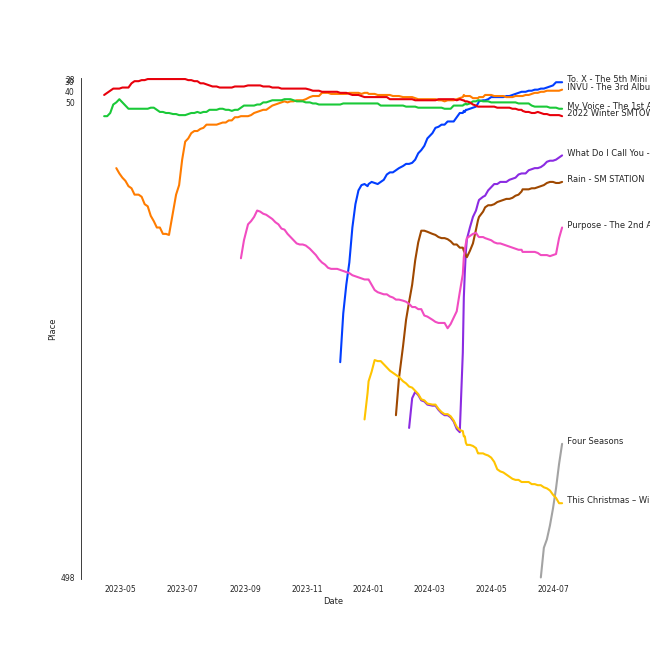 To. X - The 5th Mini
INVU - The 3rd Albu
My Voice - The 1st A
2022 Winter SMTOW
What Do I Call You -
Rain - SM STATION
Purpose - The 2nd A
Four Seasons
This Christmas – Wi
40
50
498
Place
2023-05
2023-07
2023-09
2023-11
2024-01
2024-03
2024-05
2024-07
Date